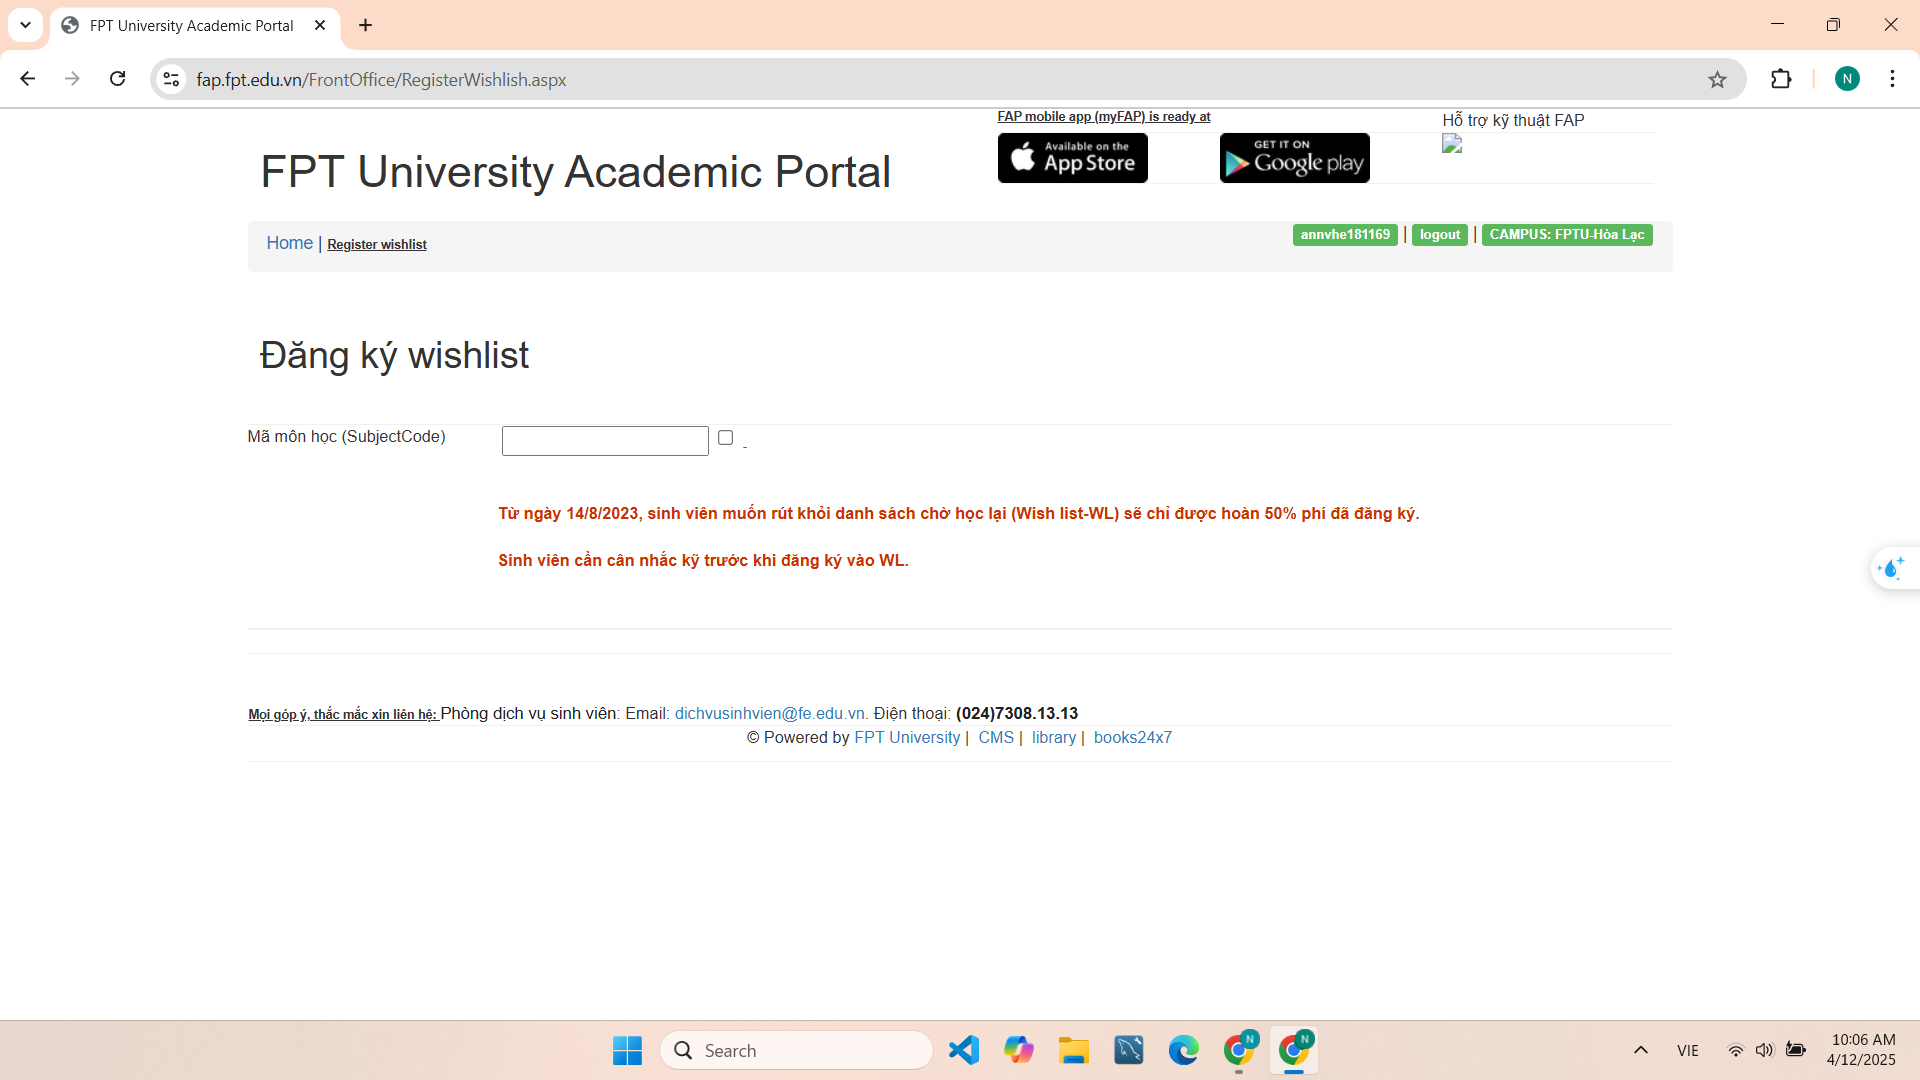 FPT University Academic Portal
fap.fpt.edu.vn/FrontOffice/RegisterWishlish.aspx
N
FPT University Academic Portal
FAP mobile app (myFAP) is ready at
Available on the
App Store
GET IT ON
Google play
Hỗ trợ kỹ thuật FAP
Home | Register wishlist
annvhe181169 | logout | CAMPUS: FPTU-Hòa Lạc
Đăng ký wishlist
Mã môn học (SubjectCode)
-
Từ ngày 14/8/2023, sinh viên muốn rút khỏi danh sách chờ học lại (Wish list-WL) sẽ chỉ được hoàn 50% phí đã đăng ký.
Sinh viên cần cân nhắc kỹ trước khi đăng ký vào WL.
Mọi góp ý, thắc mắc xin liên hệ: Phòng dịch vụ sinh viên: Email: dichvusinhvien@fe.edu.vn. Điện thoại: (024)7308.13.13
© Powered by FPT University | CMS | library | books24x7
Search
N
N
VIE
10:06 AM
4/12/2025